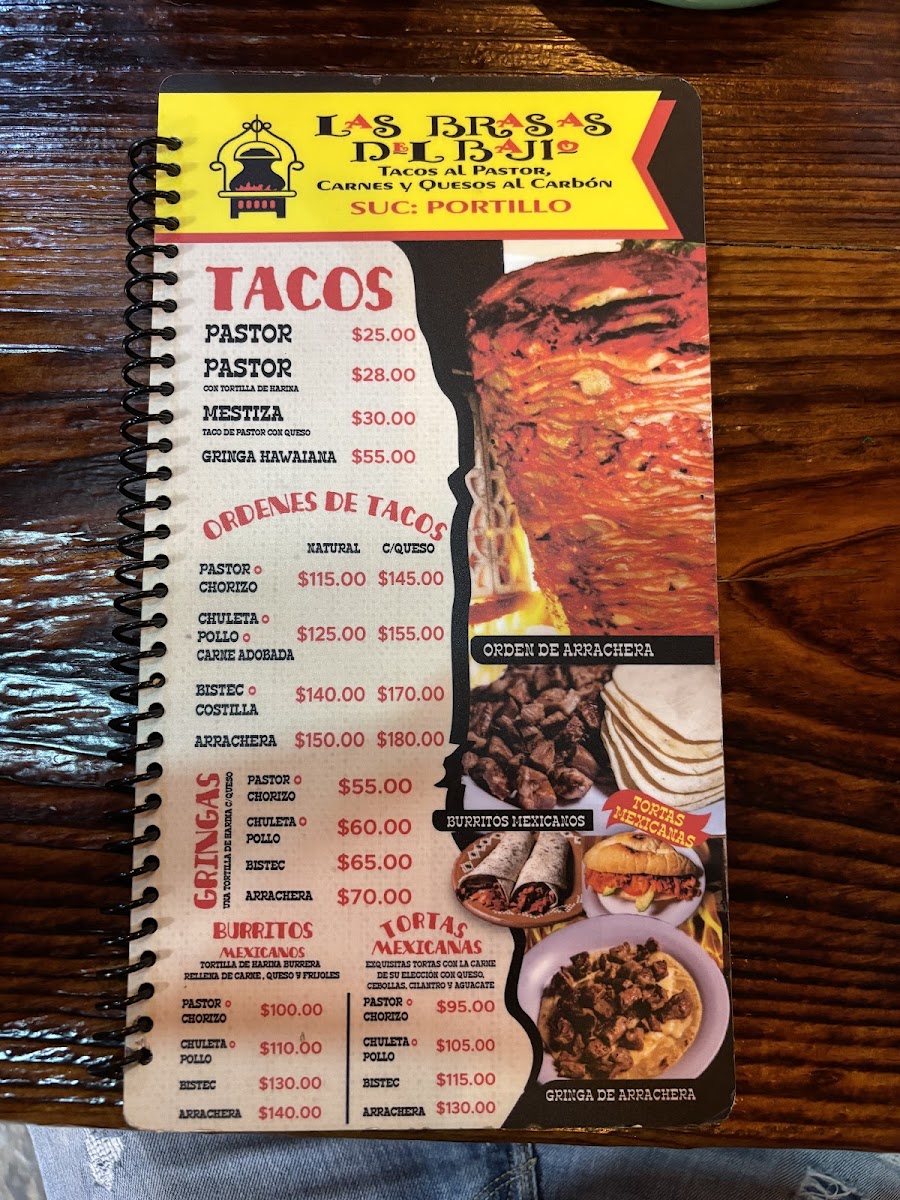 LAS BRASAS
DEL BAJIO
TACOS AL PASTOR,
CARNES Y QUESOS AL CARBÓN
SUC: PORTILLO
TACOS
PASTOR $25.00
PASTOR $28.00
CON TORTILLA DE HARINA
MESTIZA $30.00
TACO DE PASTOR CON QUESO
GRINGA HAWAIANA $55.00
ORDENES DE TACOS
NATURAL C/QUESO
PASTOR O
CHORIZO $115.00 $145.00
CHULETA O
POLLO O $125.00 $155.00
CARNE ADOBADA
BISTEC O
COSTILLA $140.00 $170.00
ARRACHERA $150.00 $180.00
GRINGAS
UNA TORTILLA DE HARINA C/QUESO
PASTOR O
CHORIZO $55.00
CHULETA O
POLLO $60.00
BISTEC $65.00
ARRACHERA $70.00
BURRITOS
MEXICANOS
TORTILLA DE HARINA BURRERA
RELLENA DE CARNE, QUESO Y FRIJOLES
PASTOR O
CHORIZO $100.00
CHULETA O
POLLO $110.00
BISTEC $130.00
ARRACHERA $140.00
TORTAS
MEXICANAS
EXQUISITAS TORTAS CON LA CARNE
DE SU ELECCIÓN CON QUESO,
CEBOLLAS, CILANTRO Y AGUACATE
PASTOR O
CHORIZO $95.00
CHULETA O
POLLO $105.00
BISTEC $115.00
ARRACHERA $130.00
ORDEN DE ARRACHERA
BURRITOS MEXICANOS
TORTAS
MEXICANAS
GRINGA DE ARRACHERA